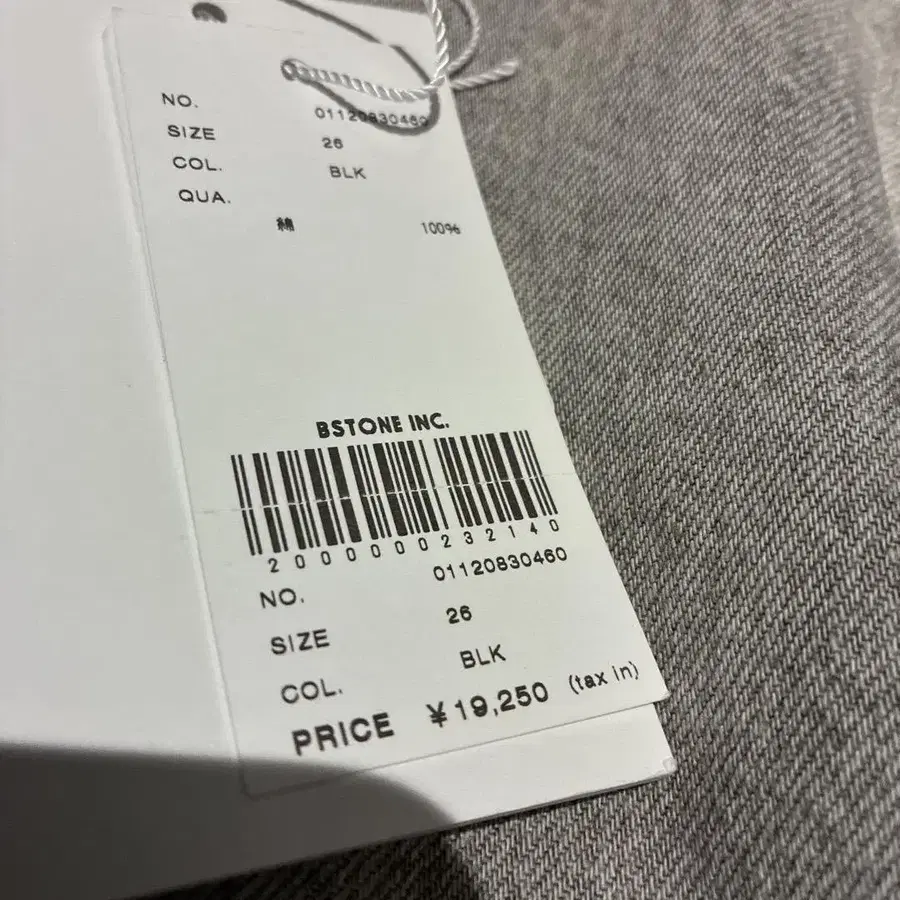 NO. 01120830460
SIZE 26
COL. BLK
QUA.
綿 100%
BSTONE INC.
2000000232140
NO. 01120830460
SIZE 26
COL. BLK
PRICE ¥19,250 (tax in)